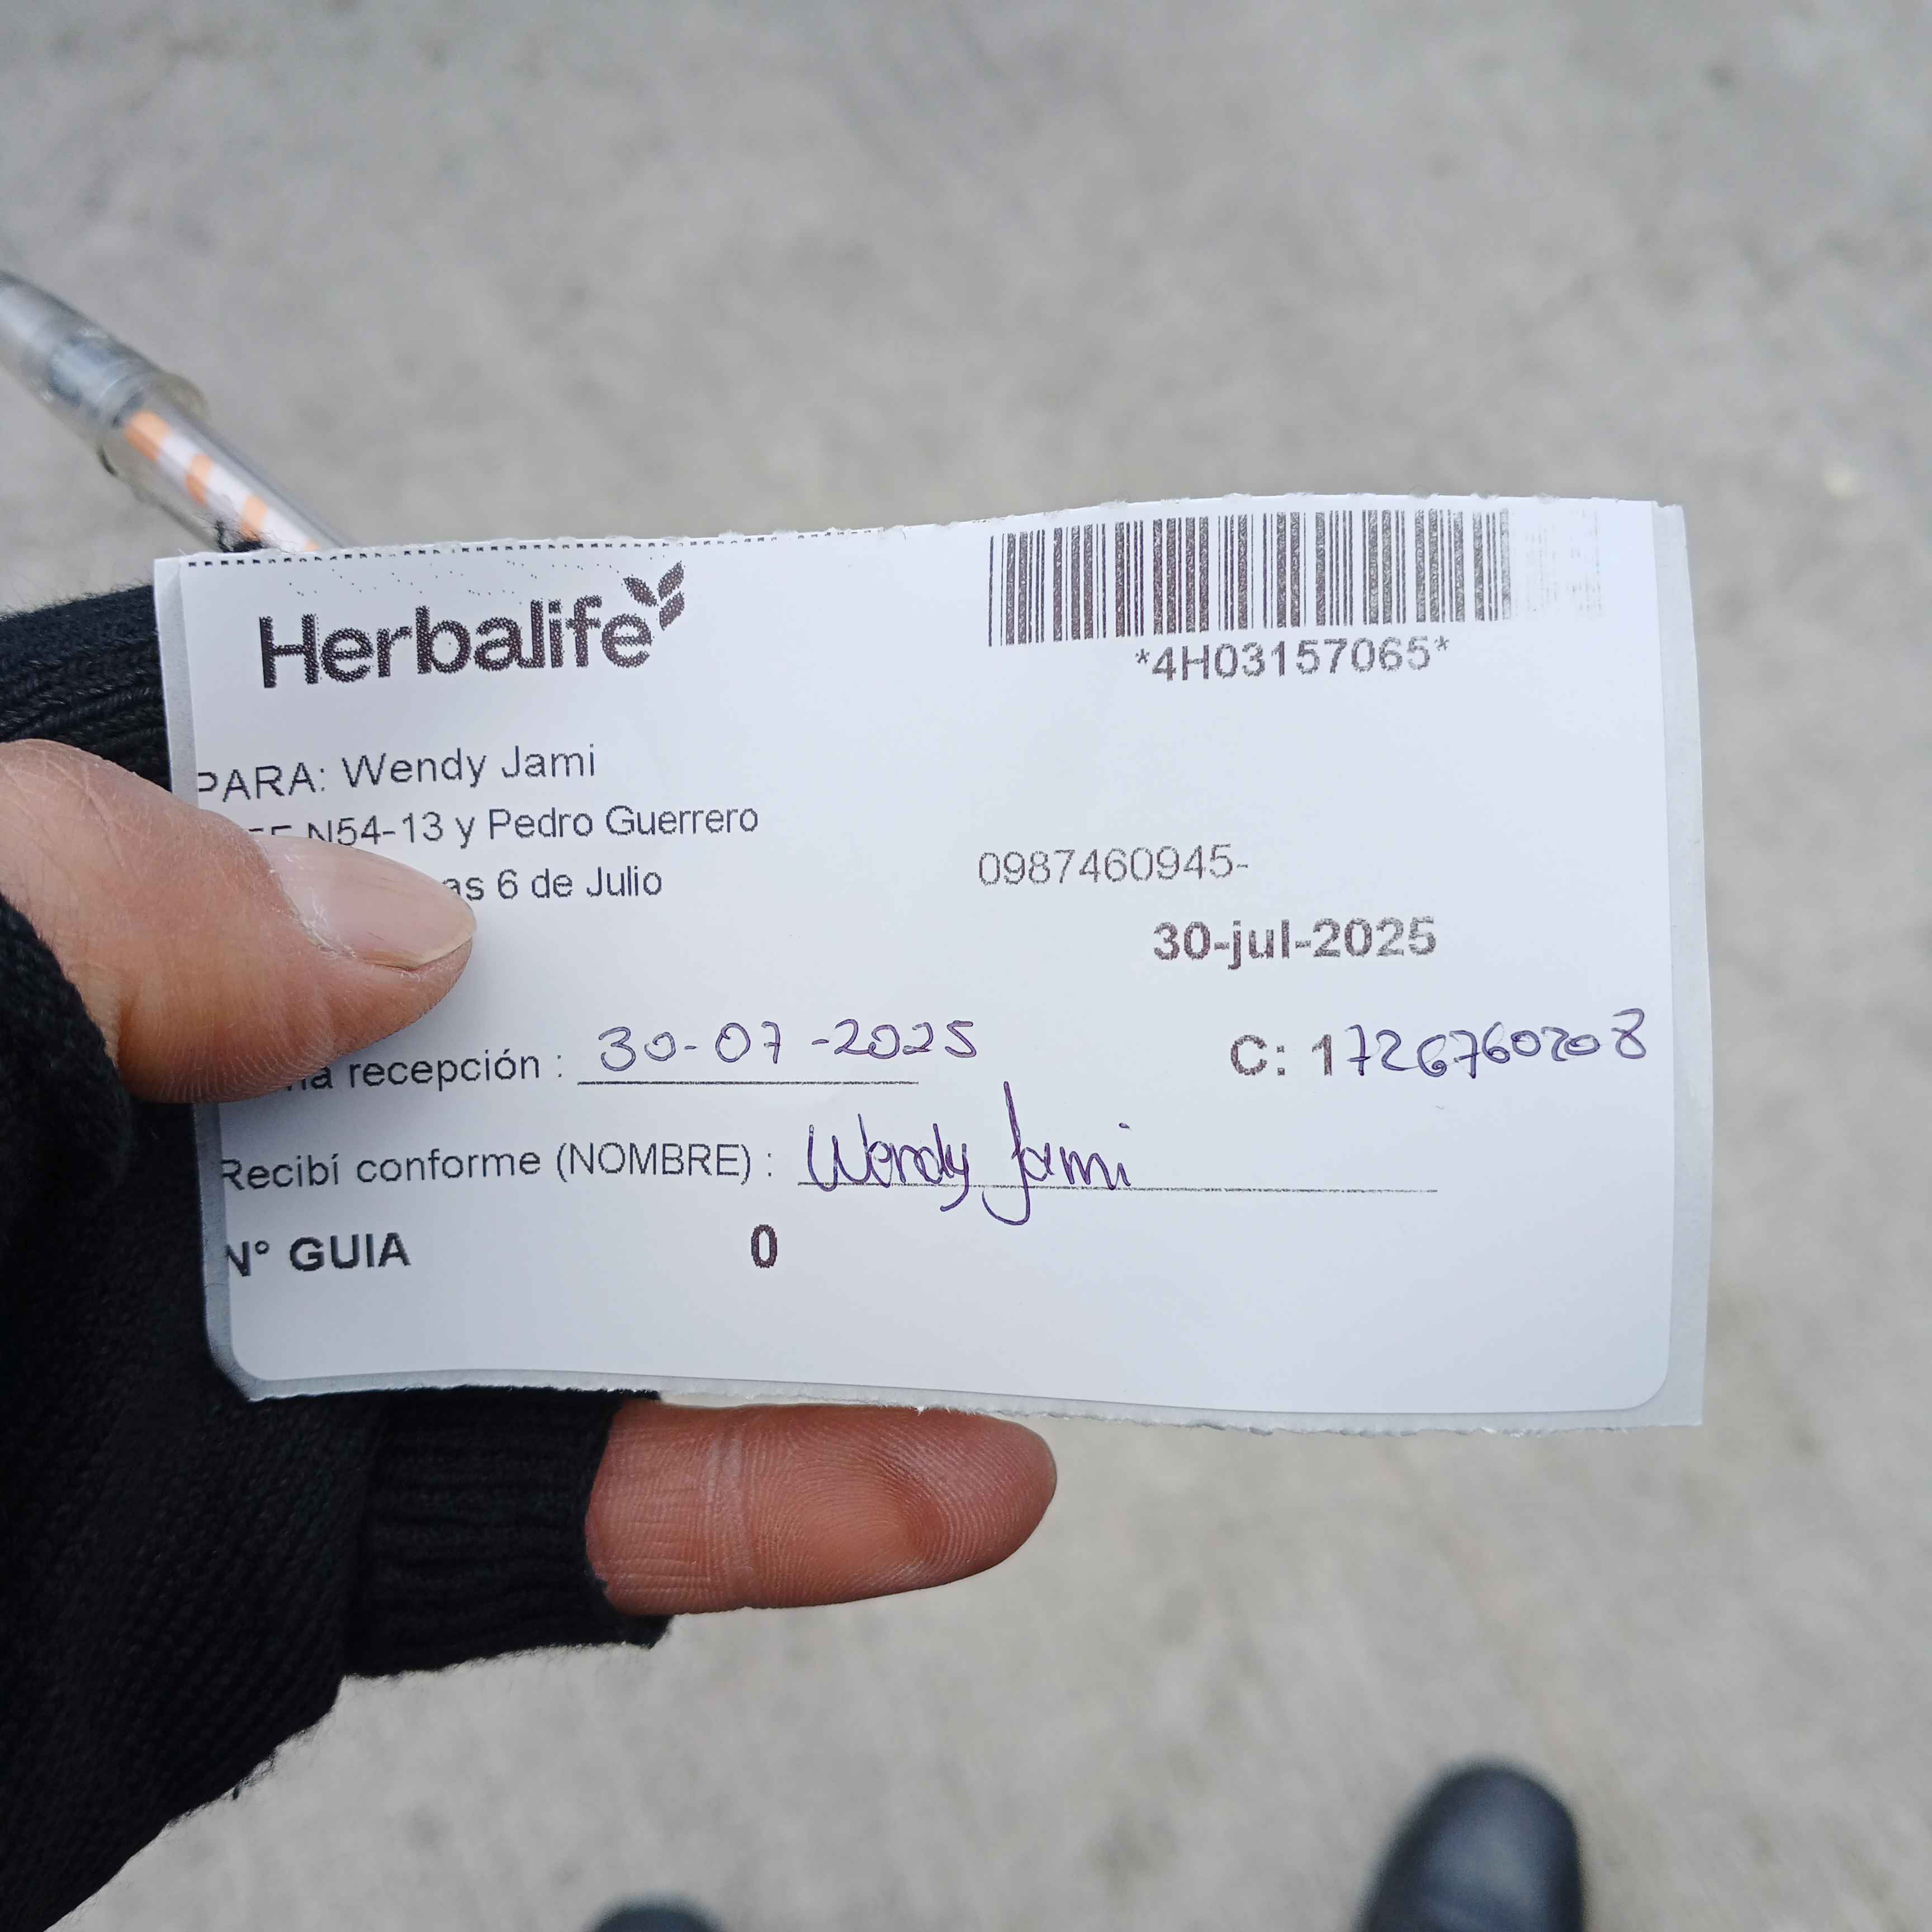 Herbalife
*4H03157065*
PARA: Wendy Jami
N54-13 y Pedro Guerrero
6 de Julio
0987460945-
30-jul-2025
recepción : 30-07-2025
C: 1726760208
Recibí conforme (NOMBRE) : Wendy Jami
N° GUIA 0